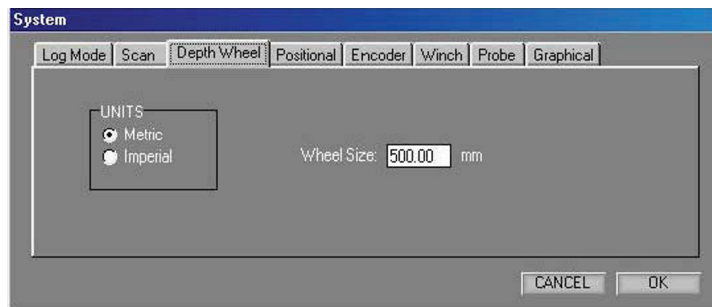 System
Log Mode Scan Depth Wheel Positional Encoder Winch Probe Graphical
UNITS
Metric
Imperial
Wheel Size: 500.00 mm
CANCEL OK